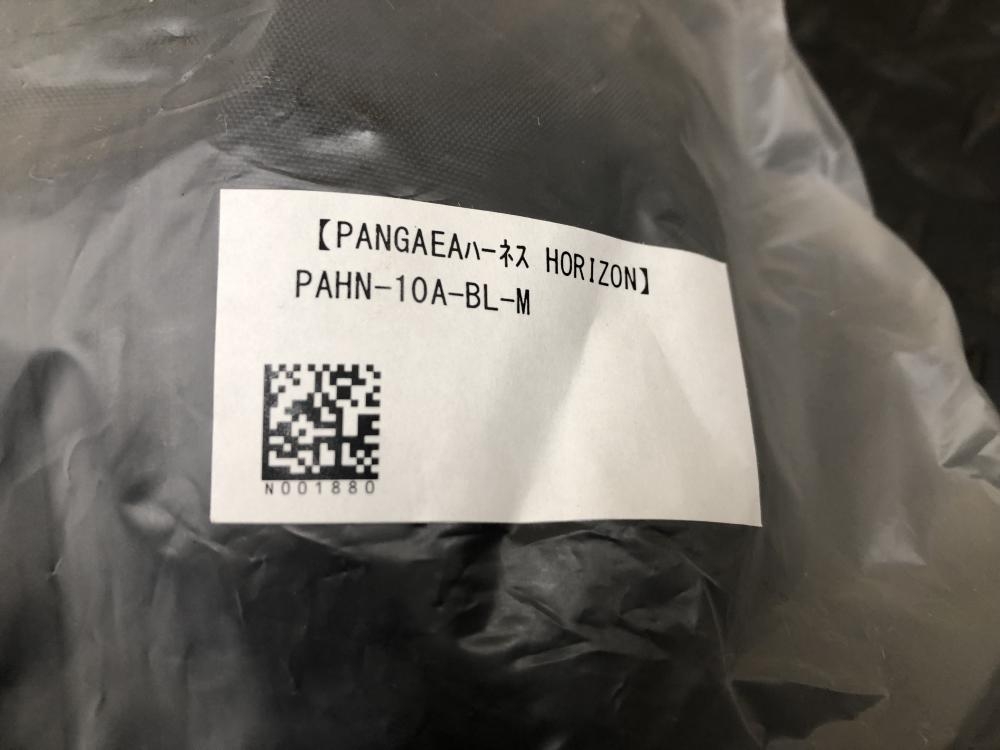 【PANGAEAﾊｰﾈｽ HORIZON】
PAHN-10A-BL-M
N001880